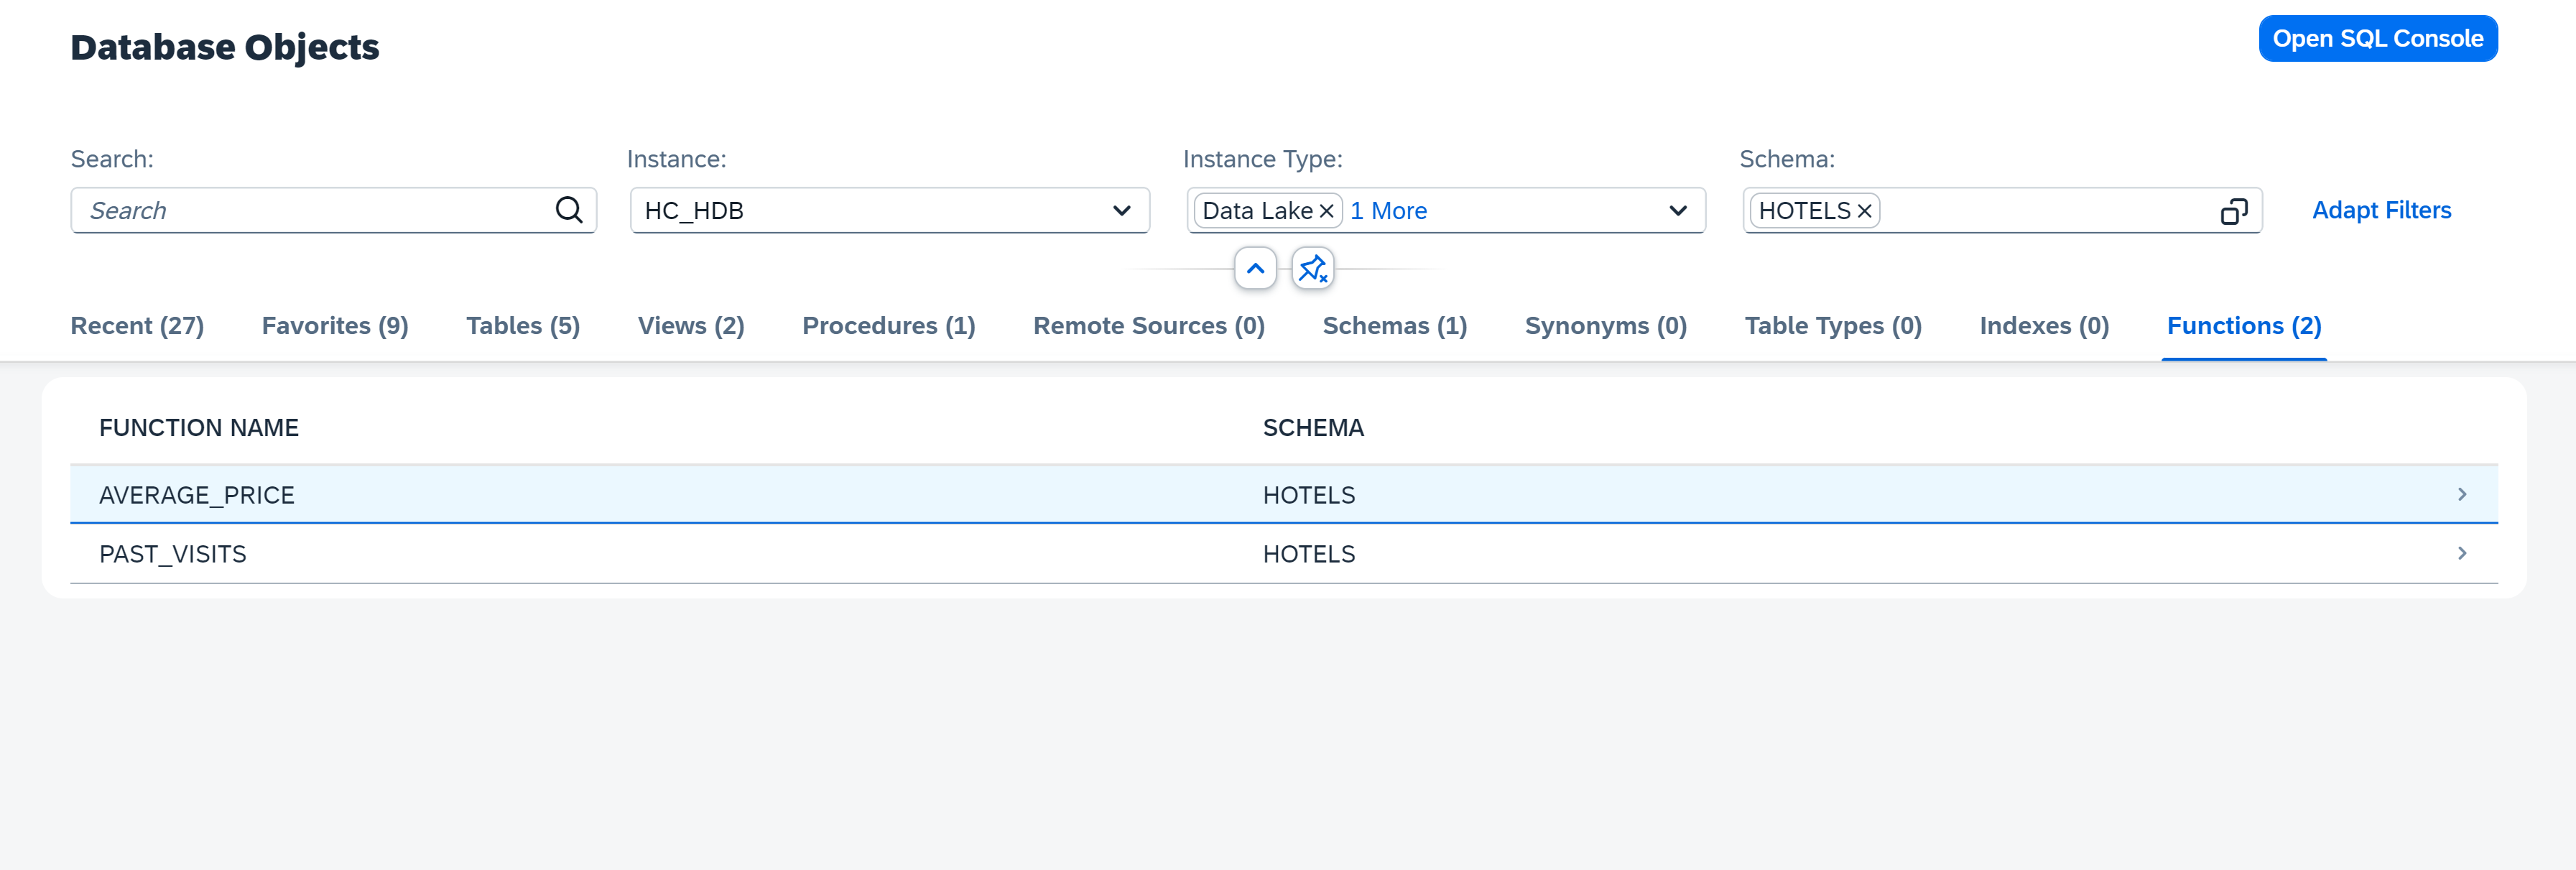 Database Objects
Open SQL Console
Search: Instance: Instance Type: Schema:
Search HC_HDB Data Lake 1 More HOTELS Adapt Filters
Recent (27) Favorites (9) Tables (5) Views (2) Procedures (1) Remote Sources (0) Schemas (1) Synonyms (0) Table Types (0) Indexes (0) Functions (2)
FUNCTION NAME SCHEMA
AVERAGE_PRICE HOTELS
PAST_VISITS HOTELS